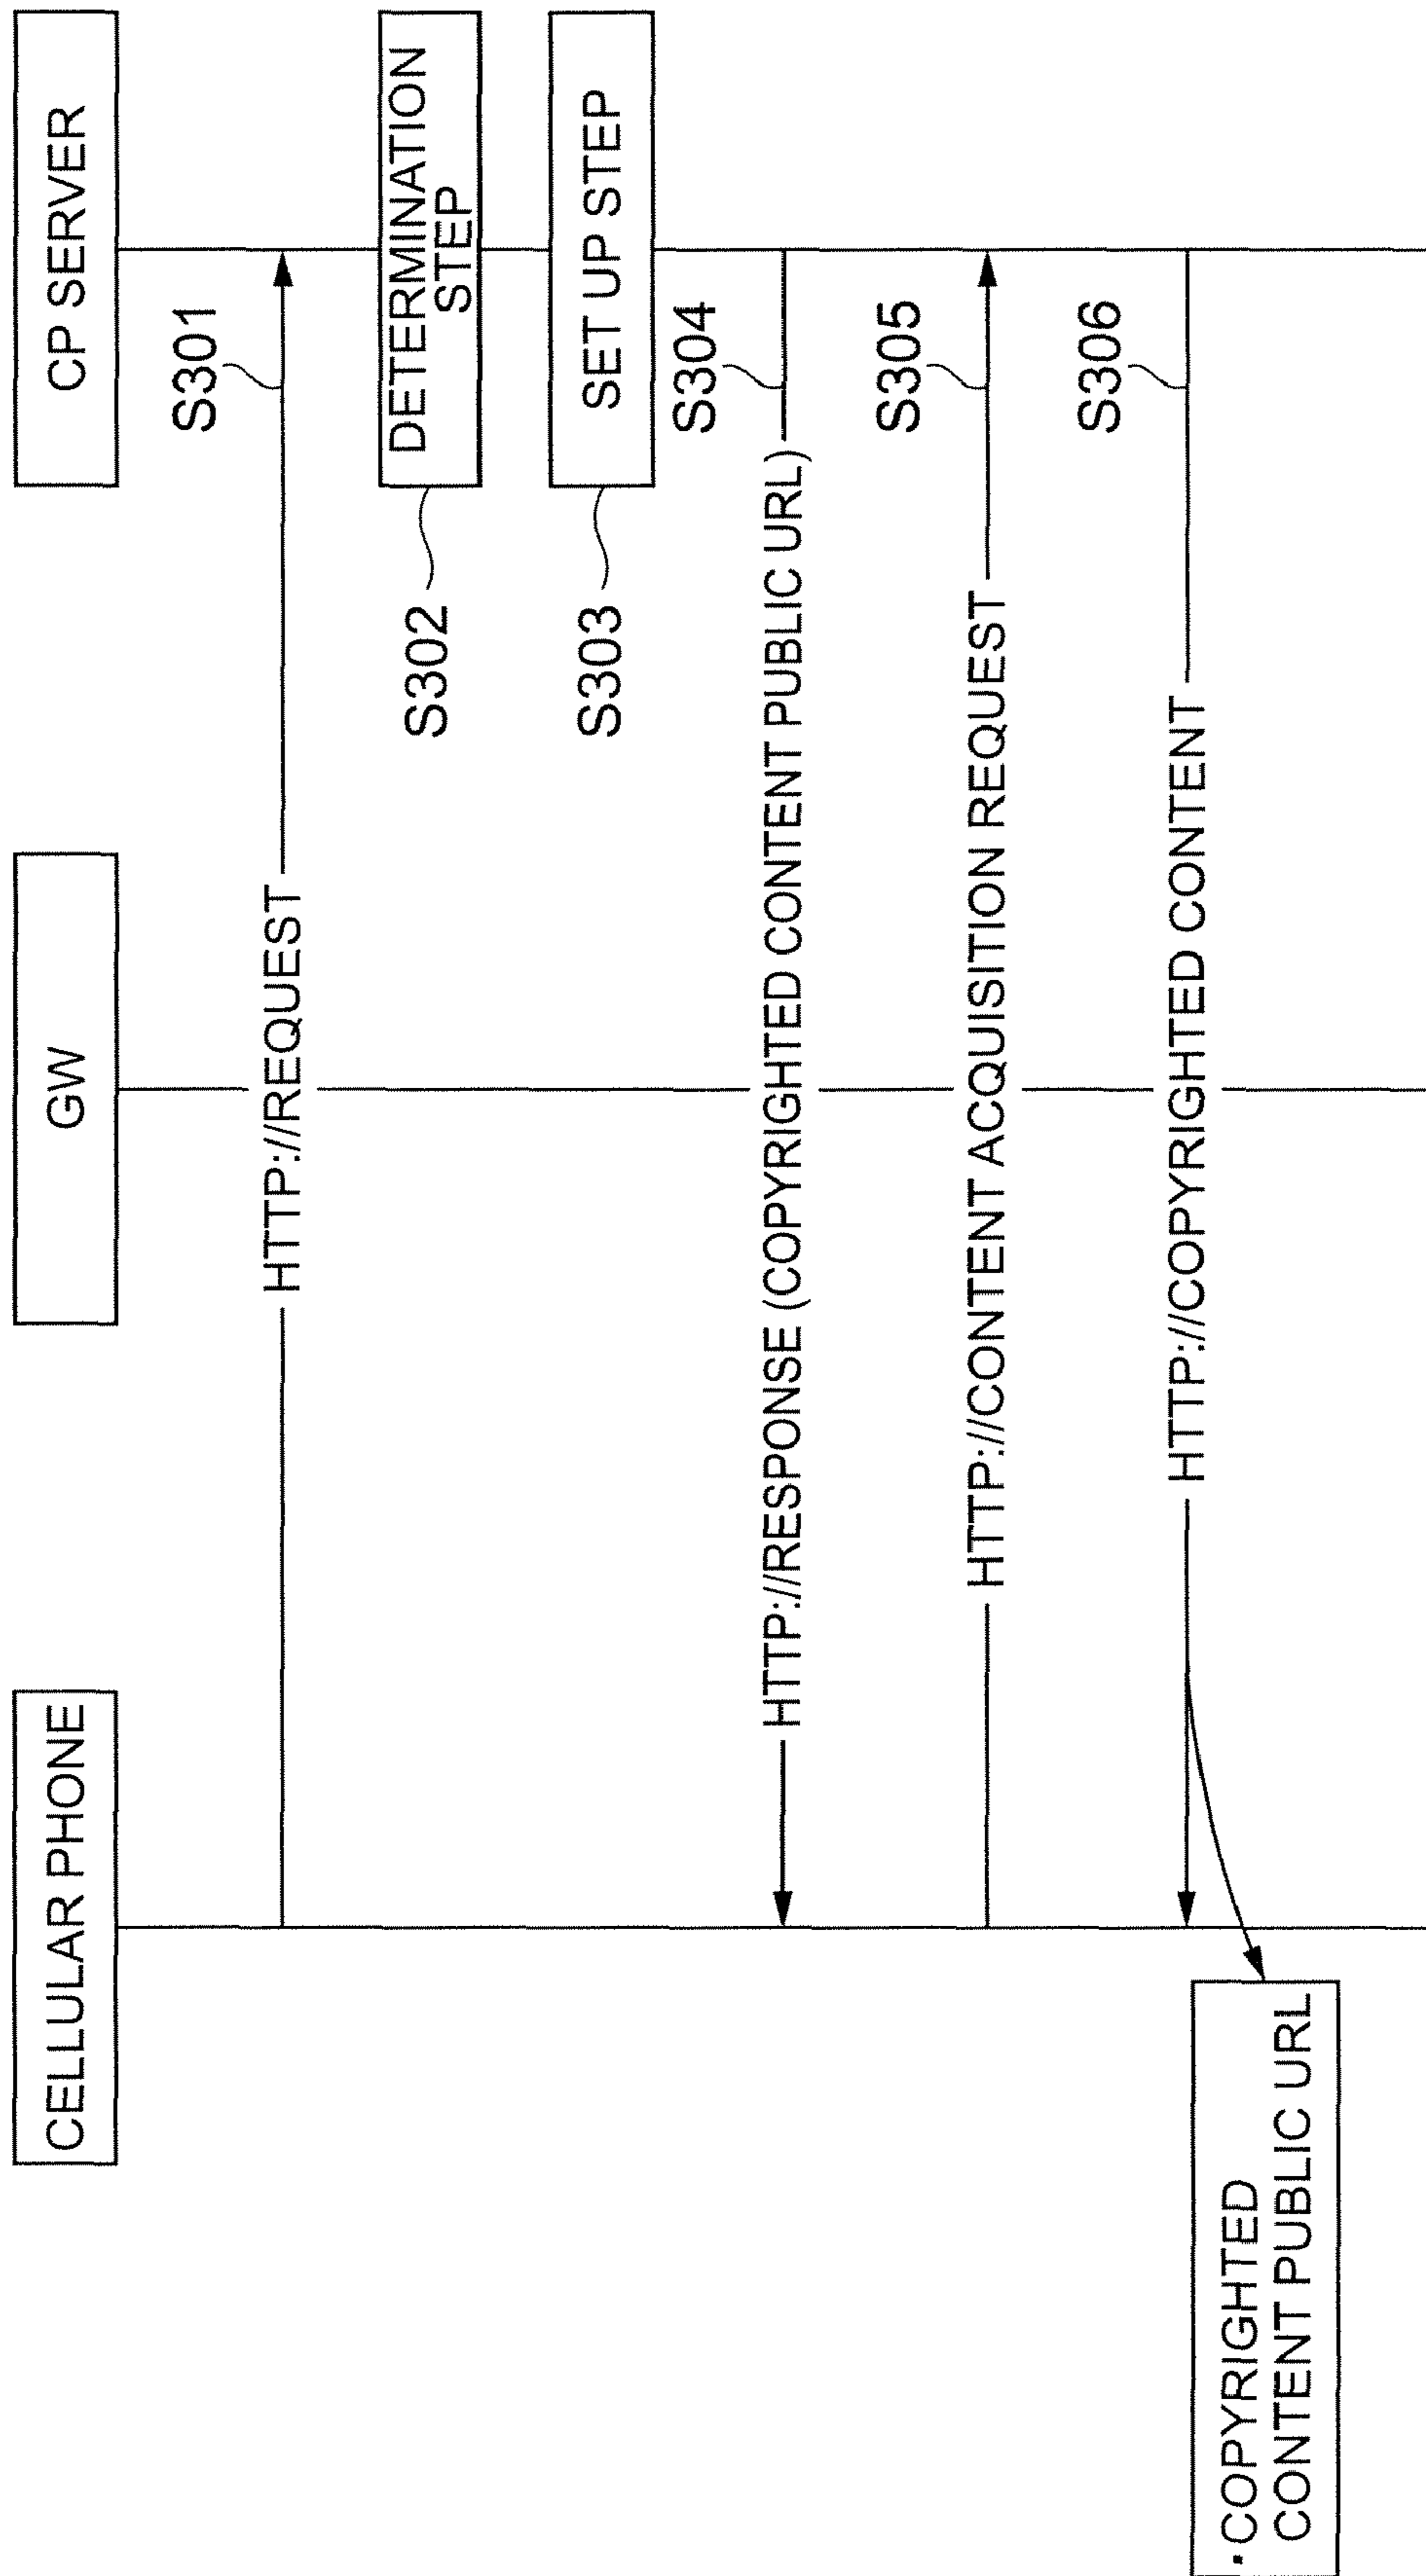 CELLULAR PHONE
GW
CP SERVER
HTTP://REQUEST
S301
DETERMINATION
STEP
S302
SET UP STEP
S303
S304
HTTP://RESPONSE (COPYRIGHTED CONTENT PUBLIC URL)
S305
HTTP://CONTENT ACQUISITION REQUEST
S306
HTTP://COPYRIGHTED CONTENT
・COPYRIGHTED
CONTENT PUBLIC URL